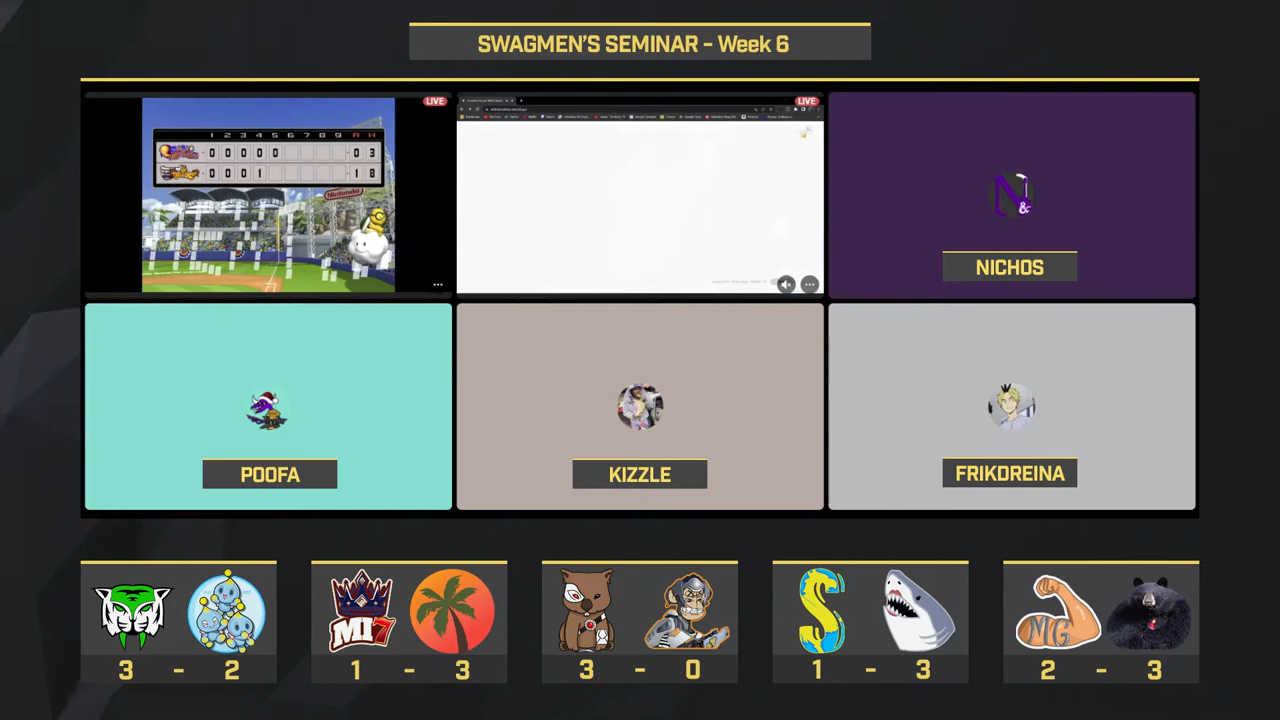 SWAGMEN'S SEMINAR - Week 6
LIVE
LIVE
1 2 3 4 5 6 7 8 9 R H
0 0 0 0 0 0 3
0 0 0 1 1 8
Nintendo
N &
NICHOS
POOFA
KIZZLE
FRIKDREINA
MI7
S
MG
3 - 2
1 - 3
3 - 0
1 - 3
2 - 3